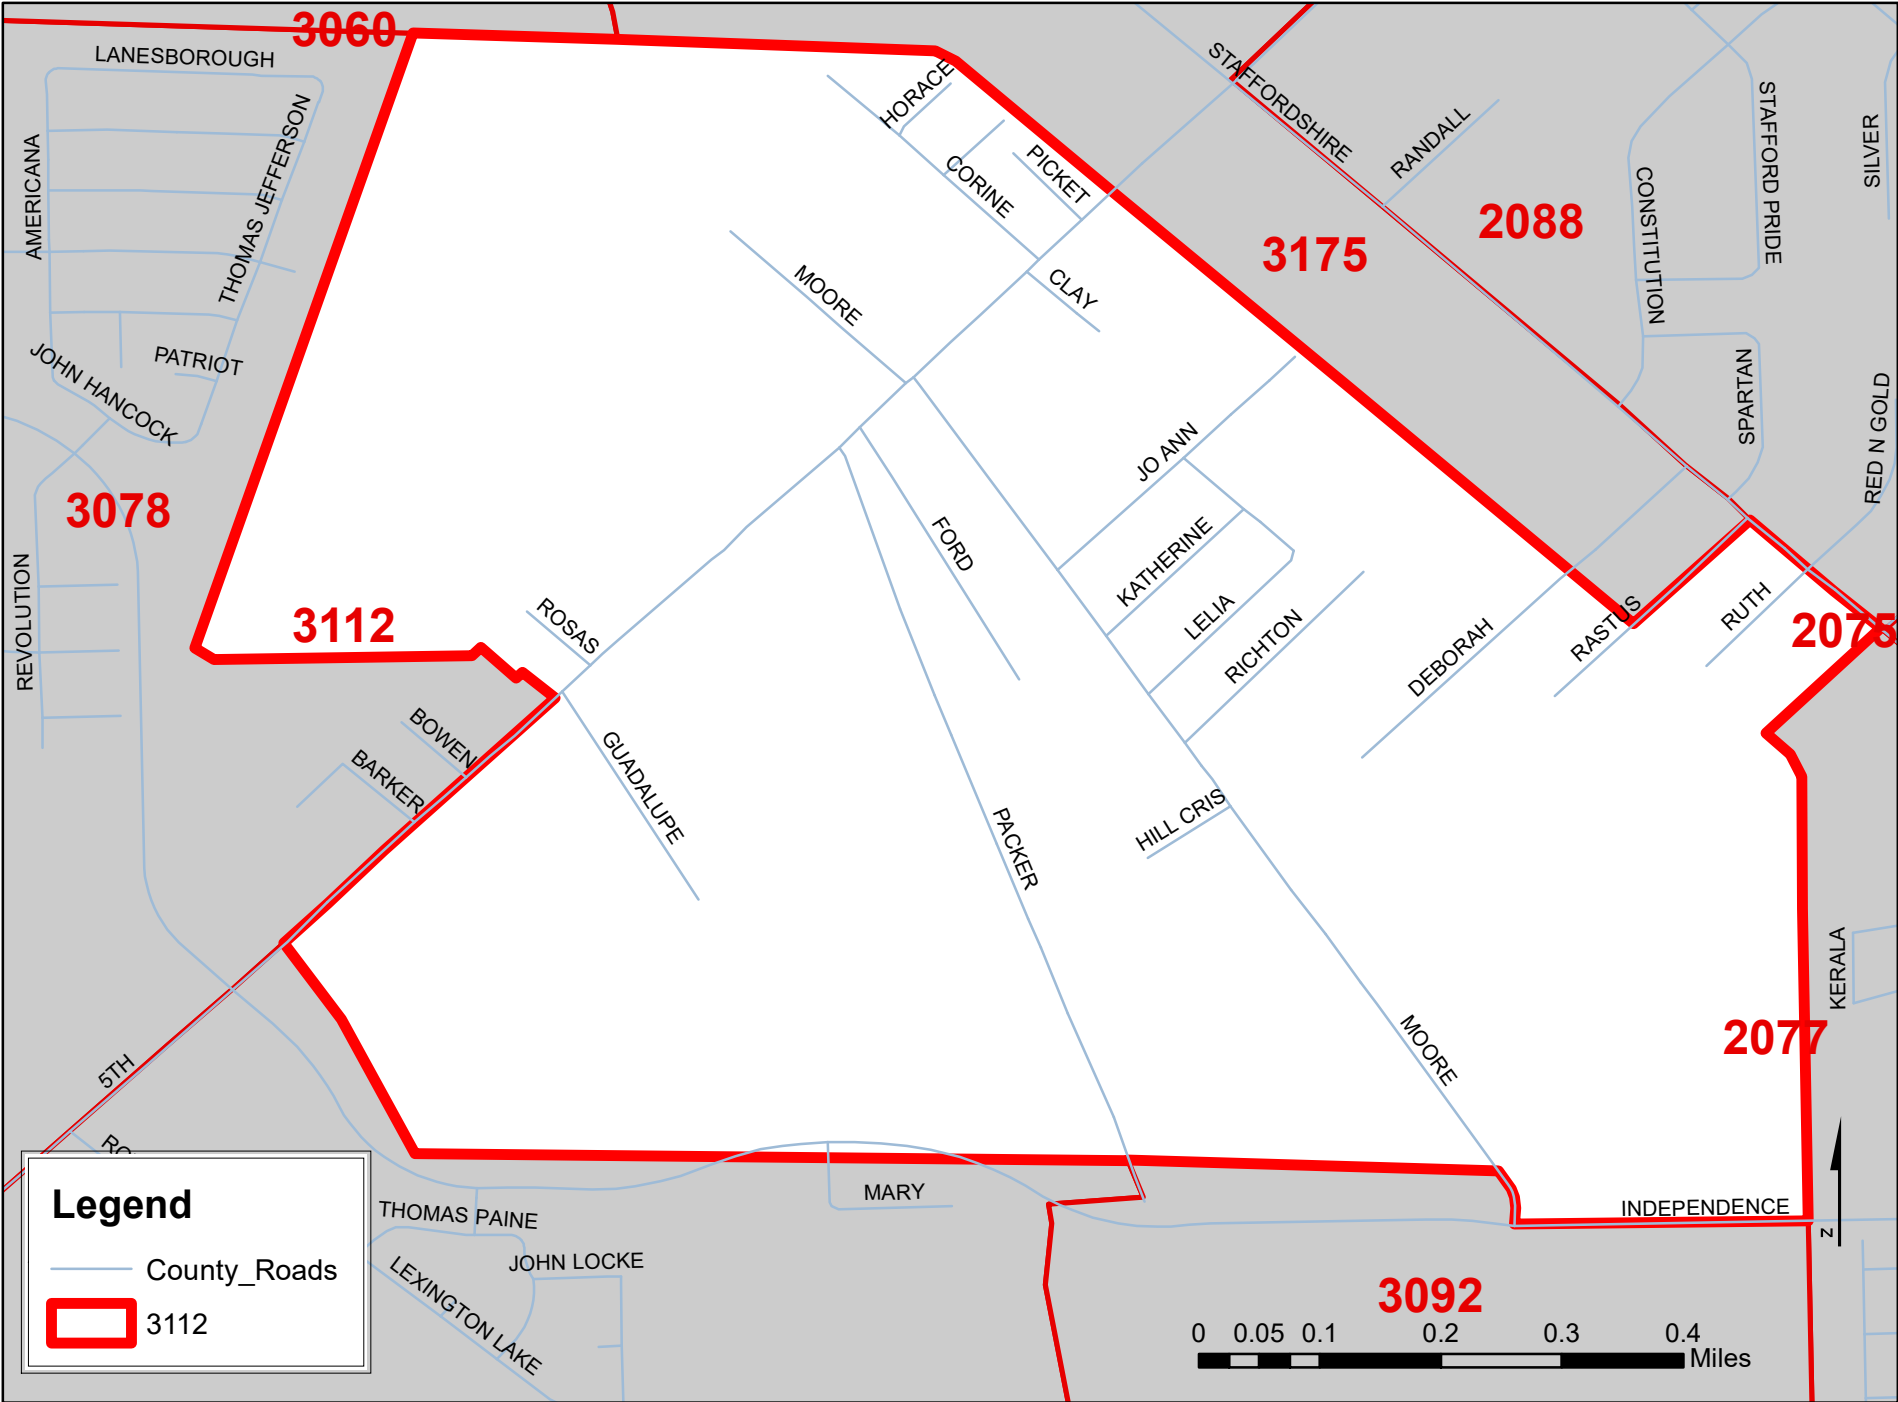 3060
LANESBOROUGH
HORACE
STAFFORDSHIRE
RANDALL
STAFFORD PRIDE
SILVER
AMERICANA
THOMAS JEFFERSON
CORINE
PICKET
CONSTITUTION
2088
3175
MOORE
CLAY
PATRIOT
JOHN HANCOCK
SPARTAN
RED N GOLD
JO ANN
3078
FORD
KATHERINE
REVOLUTION
3112
ROSAS
LELIA
RICHTON
DEBORAH
RASTUS
RUTH
2075
BOWEN
BARKER
GUADALUPE
PACKER
HILL CRIS
KERALA
2077
MOORE
5TH
RO
THOMAS PAINE
MARY
INDEPENDENCE
N
JOHN LOCKE
LEXINGTON LAKE
3092
Legend
County_Roads
3112
0 0.05 0.1 0.2 0.3 0.4
Miles